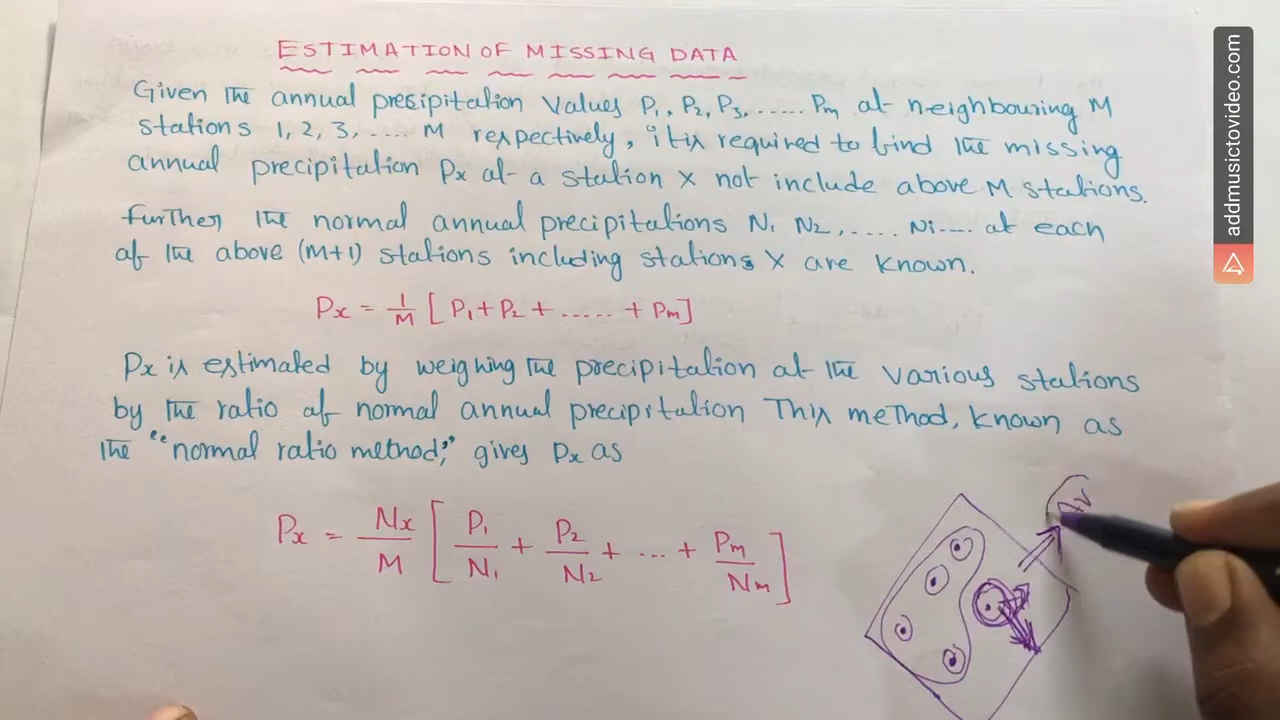 ESTIMATION OF MISSING DATA
Given the annual precipitation values P₁, P₂, P₃, ...... Pm at neighbouring M
stations 1, 2, 3, .... M respectively, it is required to find the missing
annual precipitation Px at a station X not include above M stations.
Further, the normal annual precipitations N₁ N₂, .... Ni.... at each
of the above (M+1) stations including stations X are known.
Px = 1/M [P₁ + P₂ + ...... + Pm]
Px is estimated by weighing the precipitation at the various stations
by the ratio of normal annual precipitation This method, known as
the "normal ratio method," gives Px as
Px = Nx/M [P₁/N₁ + P₂/N₂ + ... + Pm/Nm]
AV
addmusictovideo.com